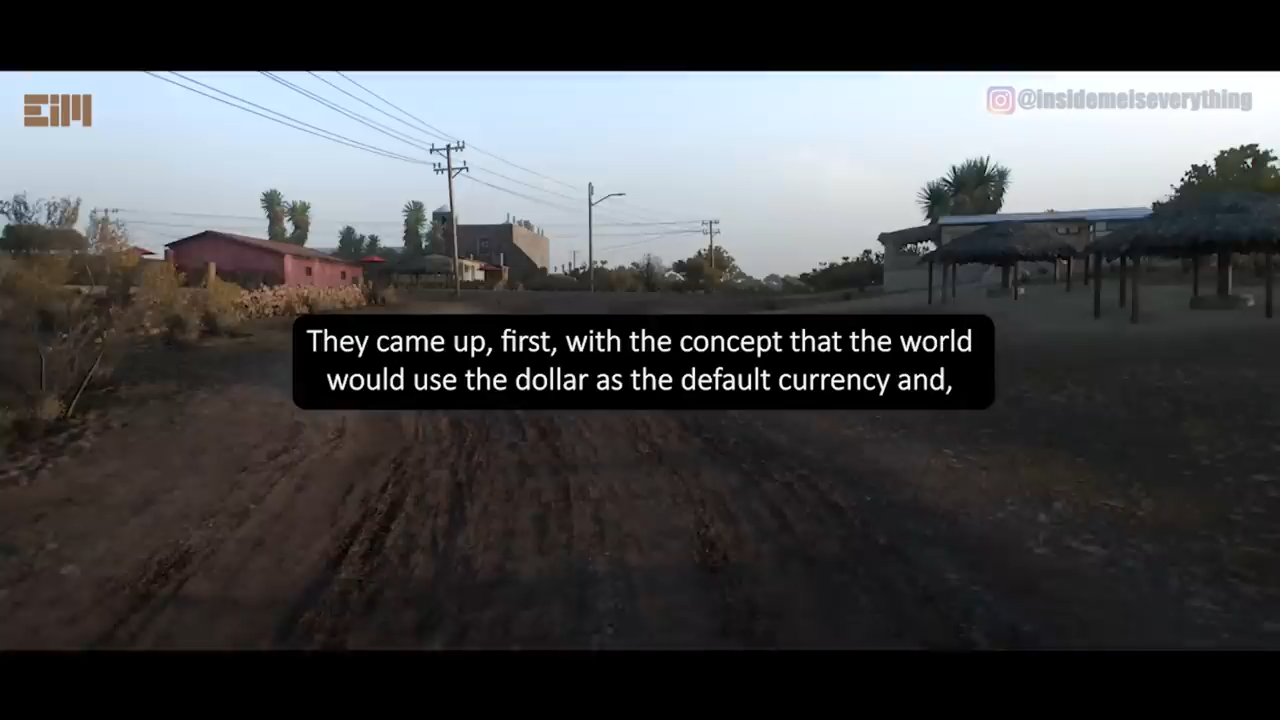 EiM
@insidemeiseverything
They came up, first, with the concept that the world
would use the dollar as the default currency and,